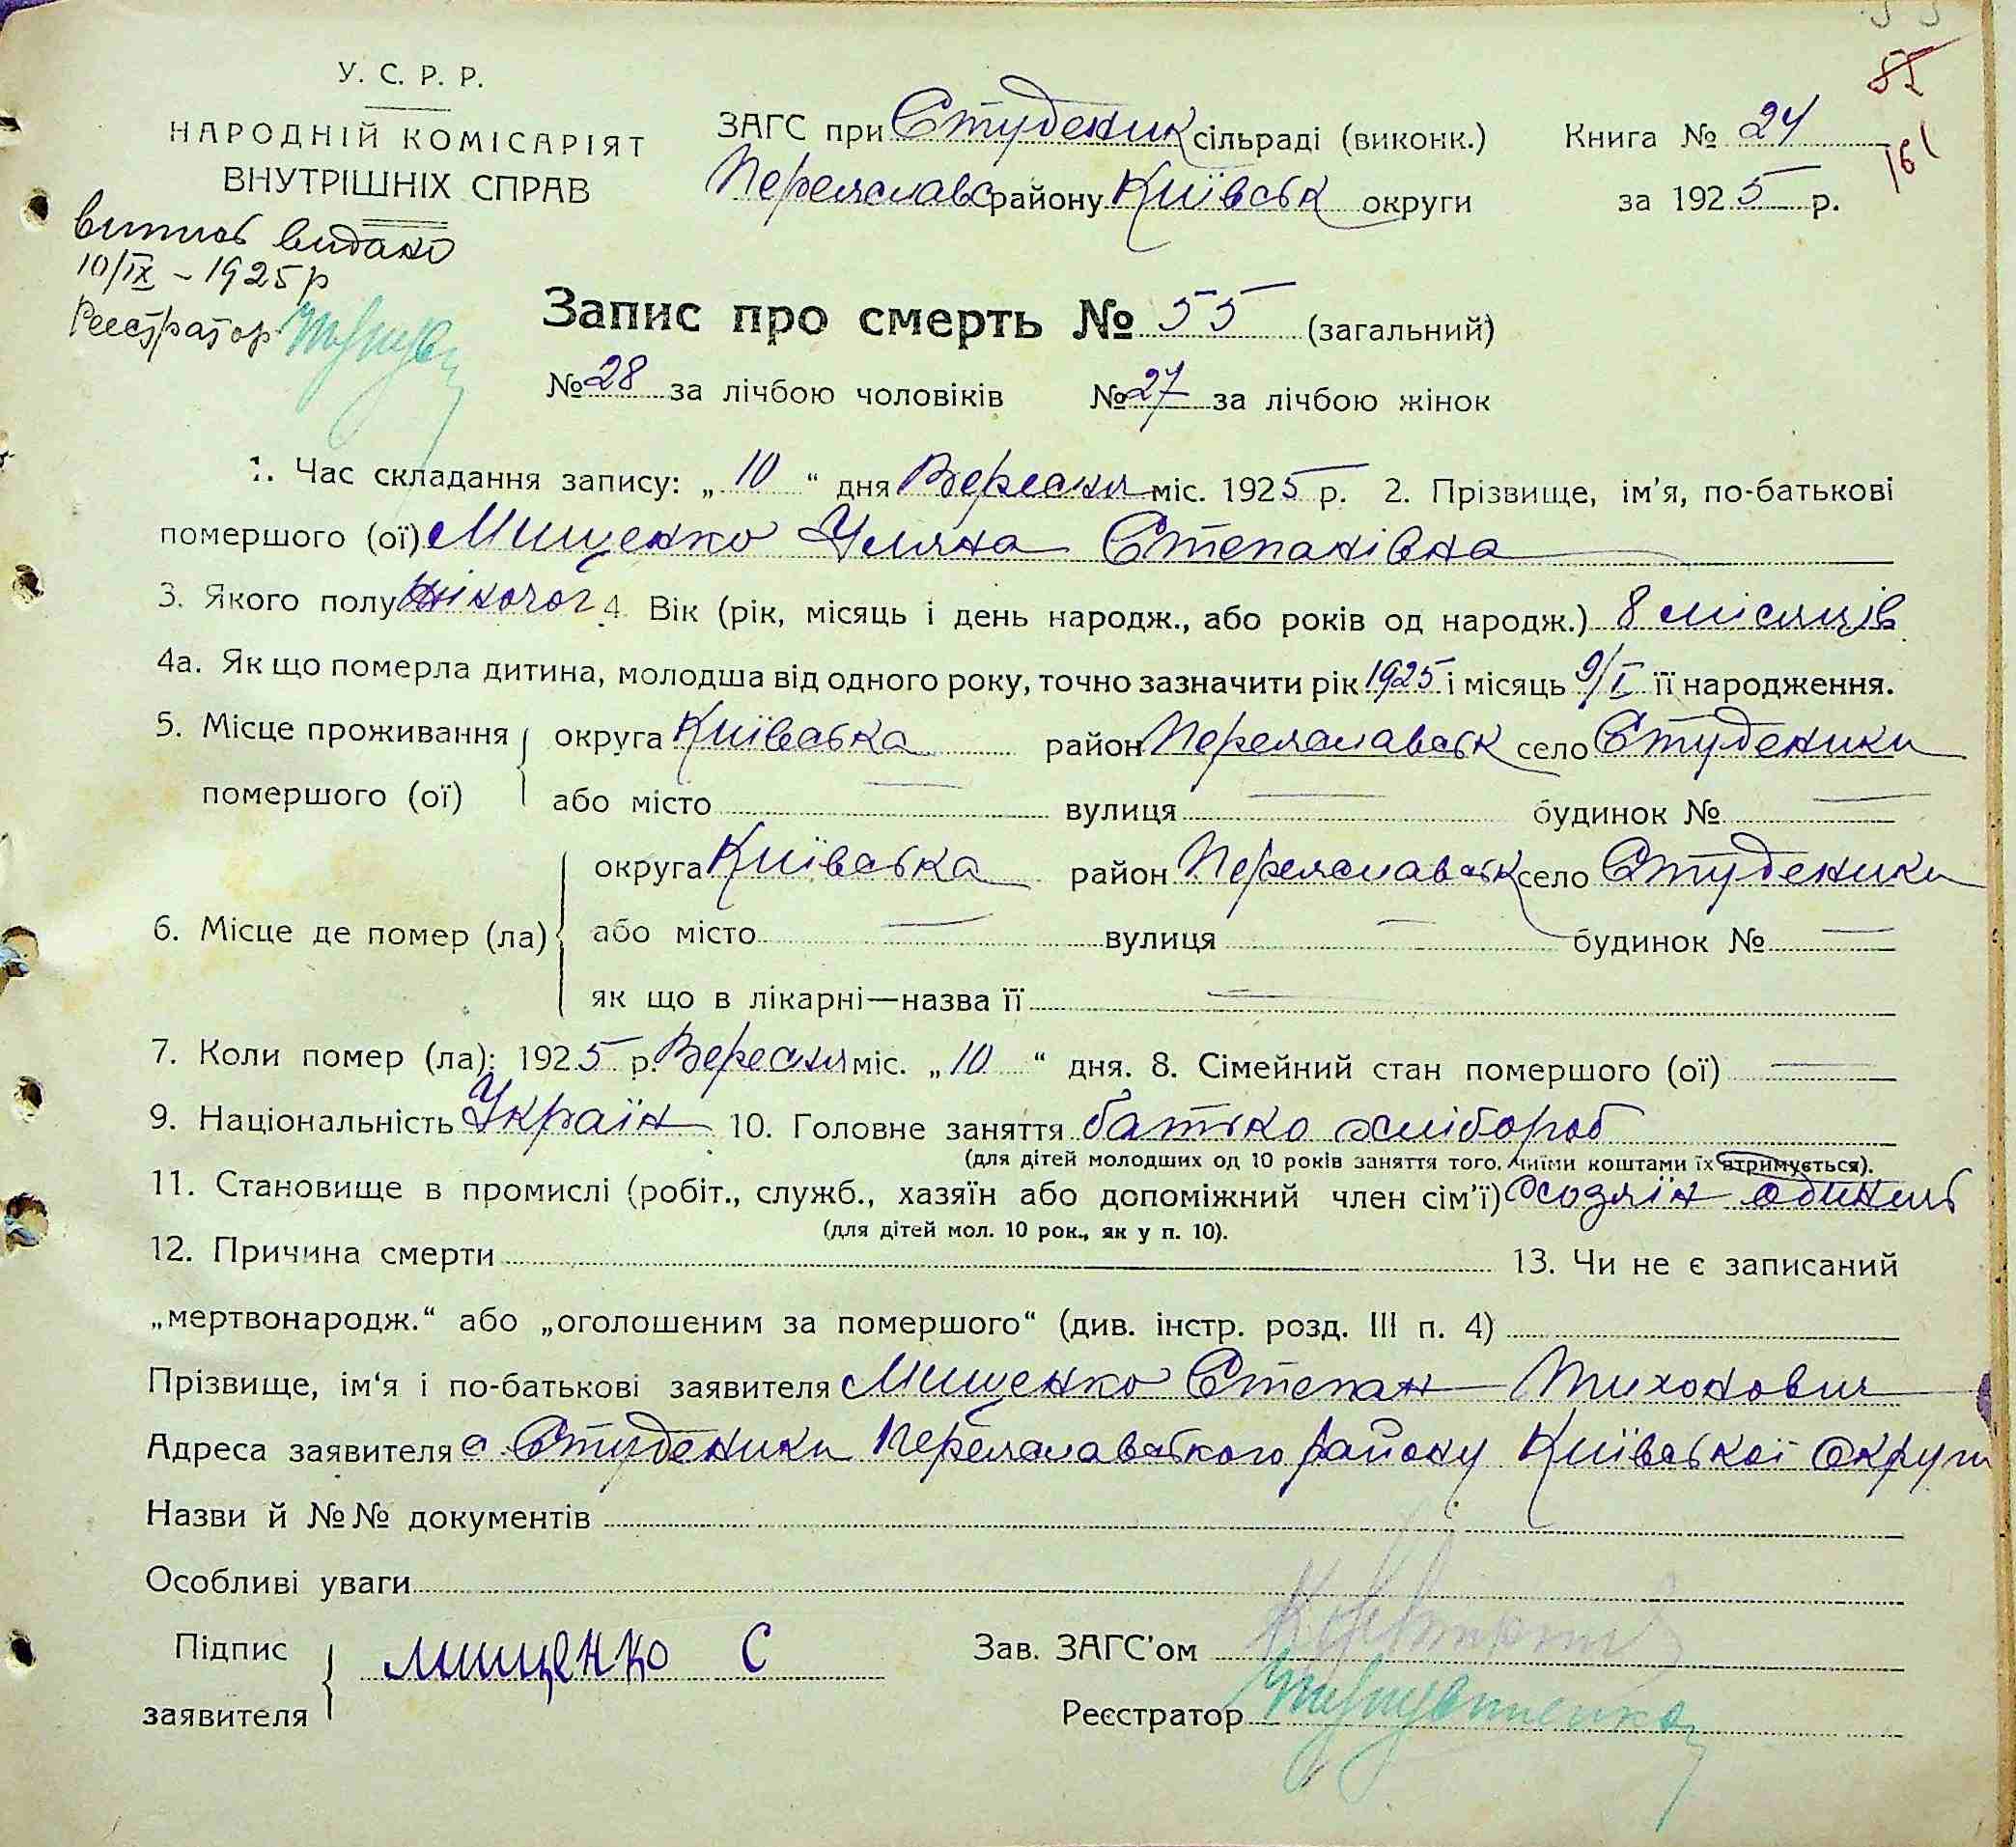 У. С. Р. Р.
НАРОДНІЙ КОМІСАРІЯТ
ВНУТРІШНІХ СПРАВ
витиг видано
10/IX - 1925 р
Реєстратор
ЗАГС при Студеник сільраді (виконк.)
Переяславс району Київськ округи
Книга № 24
за 1925 р.
85
161
Запис про смерть № 55 (загальний)
№ 28 за лічбою чоловіків № 27 за лічбою жінок
1. Час складання запису: „ 10 “ дня Вересня міс. 1925 р. 2. Прізвище, ім'я, по-батькові
помершого (ої) Мищенко Уляна Степанівна
3. Якого полу жіночог 4. Вік (рік, місяць і день народж., або років од народж.) 8 місяців
4а. Як що померла дитина, молодша від одного року, точно зазначити рік 1925 і місяць 9/I її народження.
5. Місце проживання округа Київська район Переяславськ село Студеники
помершого (ої) або місто — вулиця — будинок № —
округа Київська район Переяславськ село Студеники
6. Місце де помер (ла) або місто — вулиця — будинок № —
як що в лікарні—назва її —
7. Коли помер (ла): 1925 р. Вересня міс. „ 10 “ дня. 8. Сімейний стан помершого (ої) —
9. Національність Україн 10. Головне заняття батько хлібороб
(для дітей молодших од 10 років заняття того, чиїми коштами їх втримується).
11. Становище в промислі (робіт., служб., хазяїн або допоміжний член сім'ї) хозяїн одинець
(для дітей мол. 10 рок., як у п. 10).
12. Причина смерти 13. Чи не є записаний
„мертвонародж.“ або „оголошеним за помершого“ (див. інстр. розд. III п. 4)
Прізвище, ім'я і по-батькові заявителя Мищенко Степан Тихонович
Адреса заявителя с. Студеники Переяславського району Київської Округи
Назви й №№ документів
Особливі уваги
Підпис заявителя мищенко С
Зав. ЗАГС'ом
Реєстратор